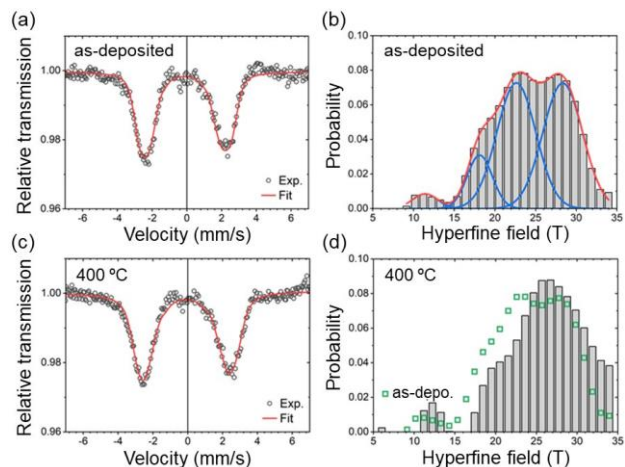 (a)
as-deposited
1.00
0.98
0.96
Relative transmission
Exp.
Fit
-6 -4 -2 0 2 4 6
Velocity (mm/s)
(b)
as-deposited
0.10
0.08
0.06
0.04
0.02
0.00
Probability
5 10 15 20 25 30 35
Hyperfine field (T)
(c)
400 ºC
1.00
0.98
0.96
Relative transmission
Exp.
Fit
-6 -4 -2 0 2 4 6
Velocity (mm/s)
(d)
400 ºC
0.10
0.08
0.06
0.04
0.02
0.00
Probability
as-depo.
5 10 15 20 25 30 35
Hyperfine field (T)